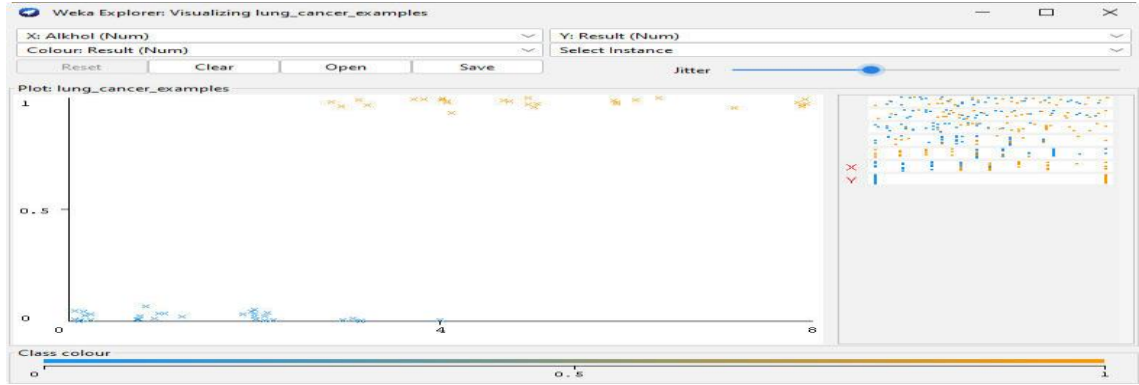 Weka Explorer: Visualizing lung_cancer_examples
X: Alkhol (Num)
Y: Result (Num)
Colour: Result (Num)
Select Instance
Reset
Clear
Open
Save
Jitter
Plot: lung_cancer_examples
1
0.5
0
0
4
8
X
Y
Class colour
0
0.5
1